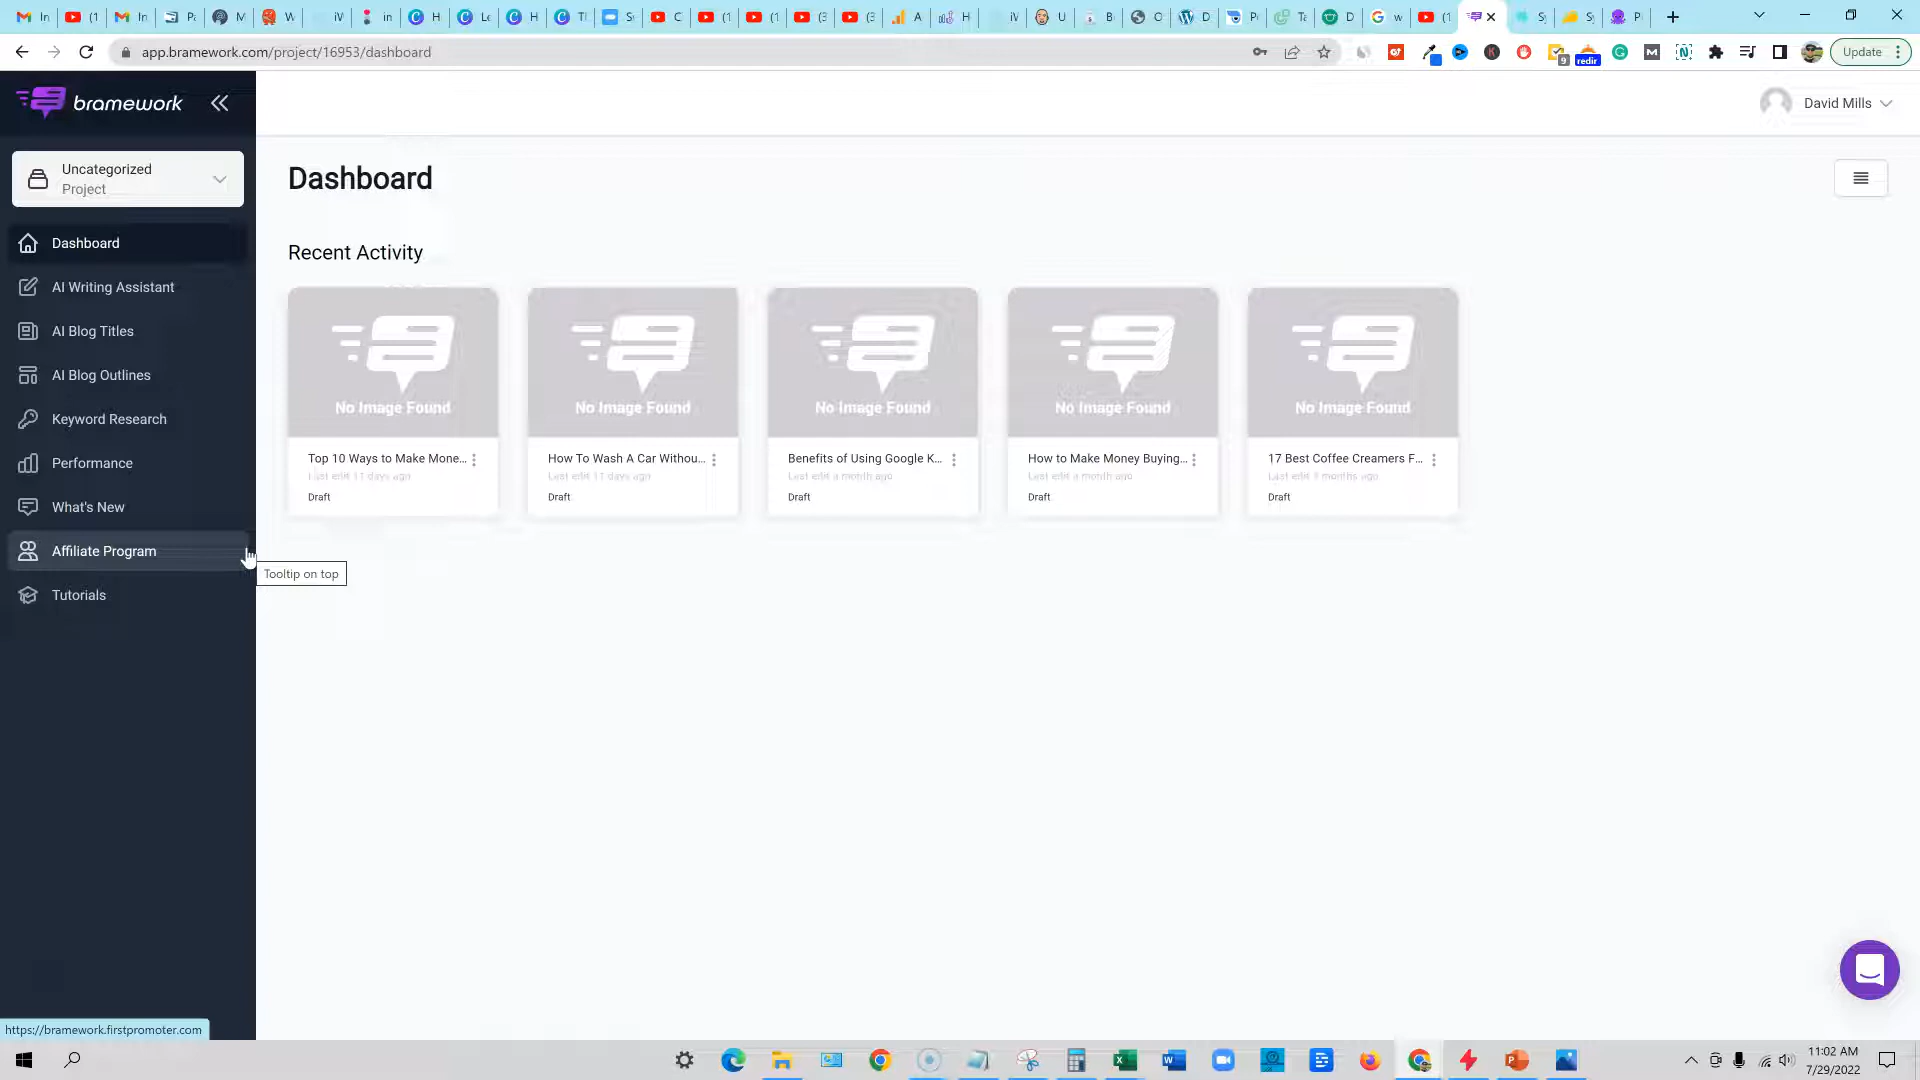 app.bramework.com/project/16953/dashboard
Update
bramework
David Mills
Uncategorized
Project
Dashboard
AI Writing Assistant
AI Blog Titles
AI Blog Outlines
Keyword Research
Performance
What's New
Affiliate Program
Tutorials
Tooltip on top
Dashboard
Recent Activity
No Image Found
No Image Found
No Image Found
No Image Found
No Image Found
Top 10 Ways to Make Mone...
Last edit 11 days ago
Draft
How To Wash A Car Withou...
Last edit 11 days ago
Draft
Benefits of Using Google K...
Last edit a month ago
Draft
How to Make Money Buying...
Last edit a month ago
Draft
17 Best Coffee Creamers F...
Draft
https://bramework.firstpromoter.com
11:02 AM
7/29/2022